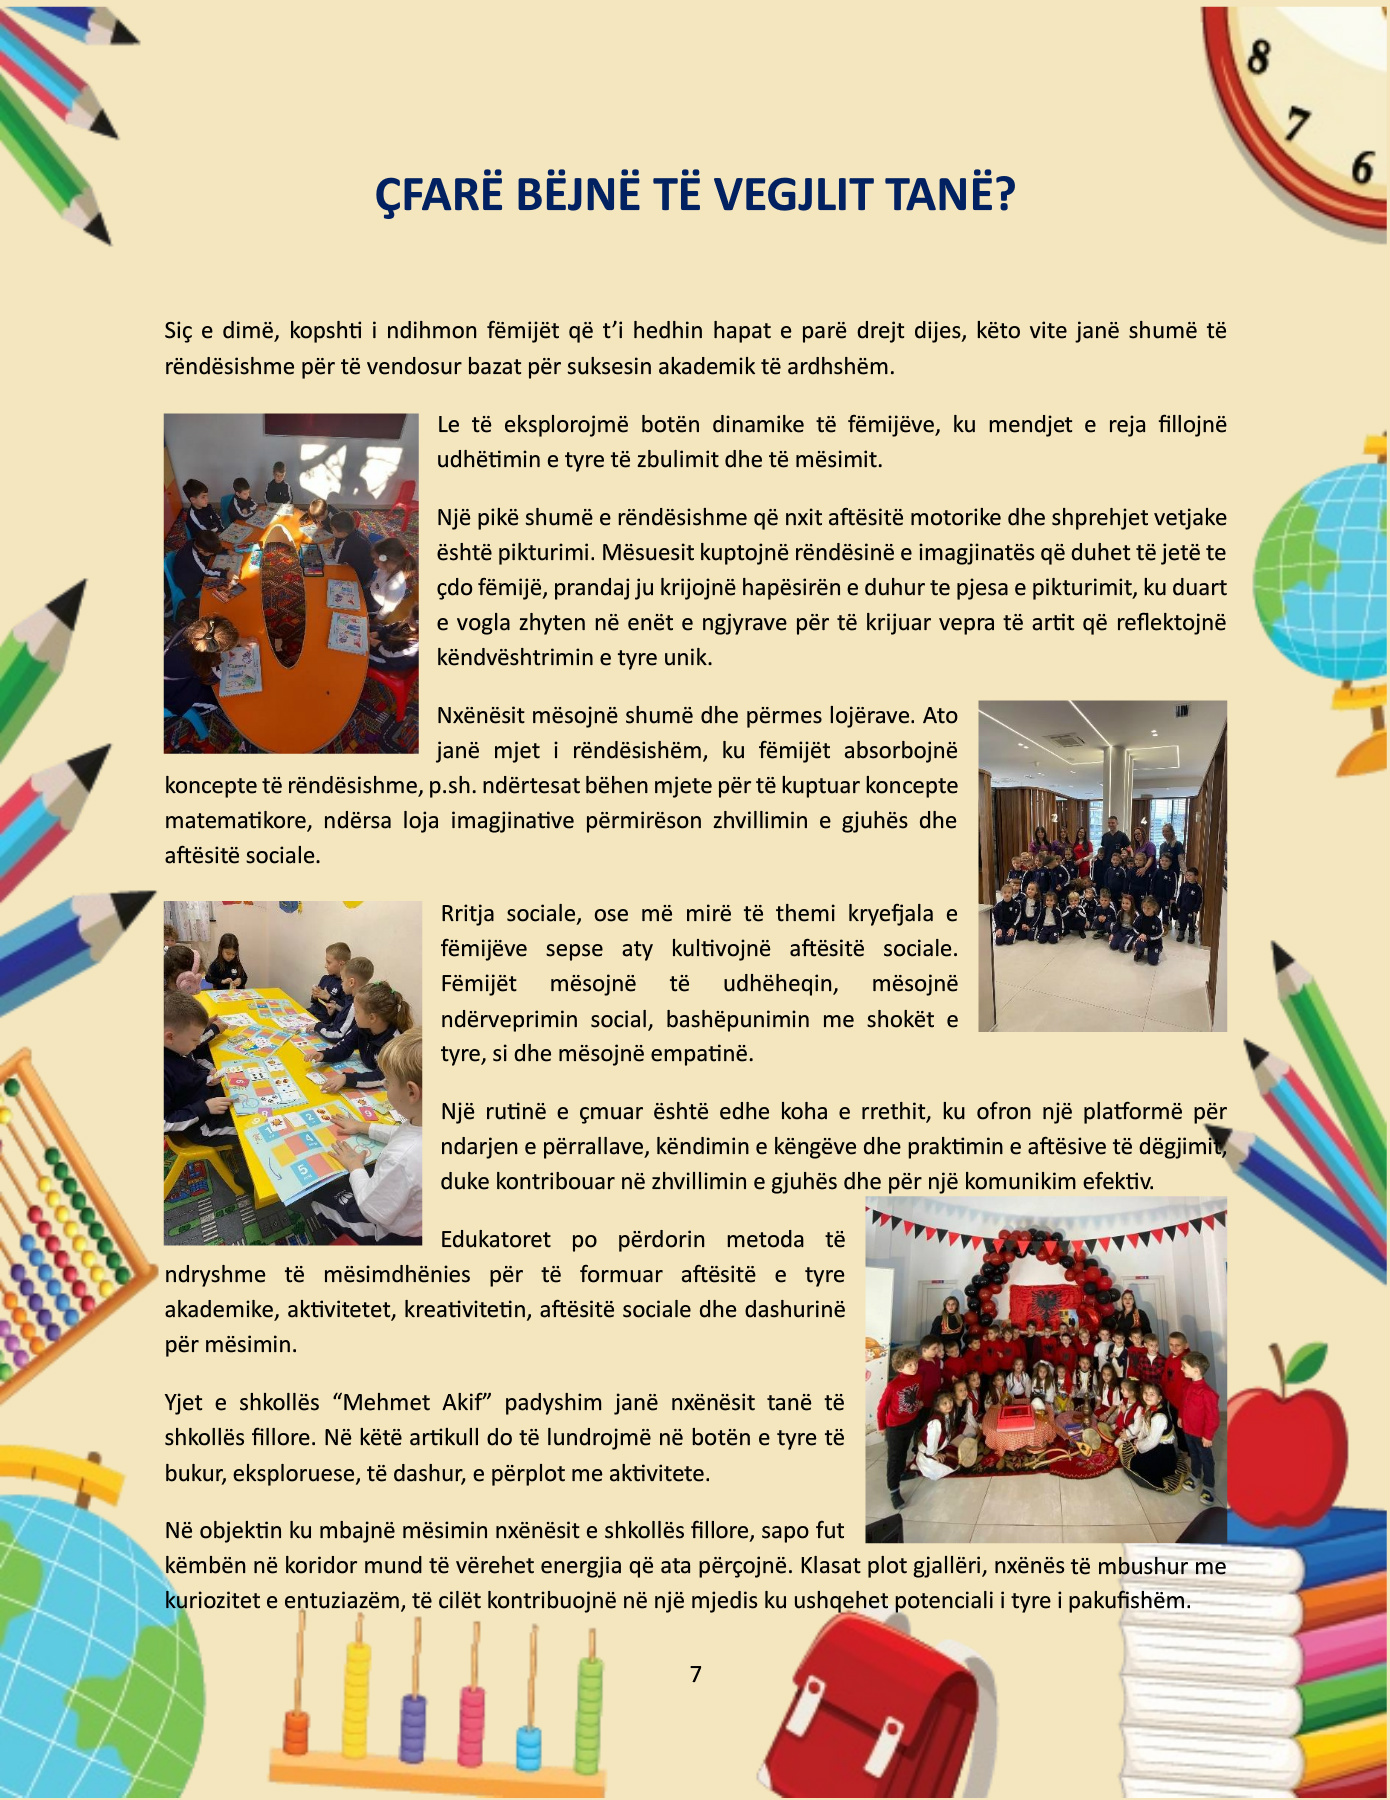 8
7
6
ÇFARË BËJNË TË VEGJLIT TANË?
Siç e dimë, kopshti i ndihmon fëmijët që t’i hedhin hapat e parë drejt dijes, këto vite janë shumë të
rëndësishme për të vendosur bazat për suksesin akademik të ardhshëm.
Le të eksplorojmë botën dinamike të fëmijëve, ku mendjet e reja fillojnë
udhëtimin e tyre të zbulimit dhe të mësimit.
Një pikë shumë e rëndësishme që nxit aftësitë motorike dhe shprehjet vetjake
është pikturimi. Mësuesit kuptojnë rëndësinë e imagjinatës që duhet të jetë te
çdo fëmijë, prandaj ju krijojnë hapësirën e duhur te pjesa e pikturimit, ku duart
e vogla zhyten në enët e ngjyrave për të krijuar vepra të artit që reflektojnë
këndvështrimin e tyre unik.
Nxënësit mësojnë shumë dhe përmes lojërave. Ato
janë mjet i rëndësishëm, ku fëmijët absorbojnë
koncepte të rëndësishme, p.sh. ndërtesat bëhen mjete për të kuptuar koncepte
matematikore, ndërsa loja imagjinative përmirëson zhvillimin e gjuhës dhe
aftësitë sociale.
Rritja sociale, ose më mirë të themi kryefjala e
fëmijëve sepse aty kultivojnë aftësitë sociale.
Fëmijët mësojnë të udhëheqin, mësojnë
ndërveprimin social, bashëpunimin me shokët e
tyre, si dhe mësojnë empatinë.
Një rutinë e çmuar është edhe koha e rrethit, ku ofron një platformë për
ndarjen e përrallave, këndimin e këngëve dhe praktimin e aftësive të dëgjimit,
duke kontribouar në zhvillimin e gjuhës dhe për një komunikim efektiv.
Edukatoret po përdorin metoda të
ndryshme të mësimdhënies për të formuar aftësitë e tyre
akademike, aktivitetet, kreativitetin, aftësitë sociale dhe dashurinë
për mësimin.
Yjet e shkollës “Mehmet Akif” padyshim janë nxënësit tanë të
shkollës fillore. Në këtë artikull do të lundrojmë në botën e tyre të
bukur, eksploruese, të dashur, e përplot me aktivitete.
Në objektin ku mbajnë mësimin nxënësit e shkollës fillore, sapo fut
këmbën në koridor mund të vërehet energjia që ata përçojnë. Klasat plot gjallëri, nxënës të mbushur me
kuriozitet e entuziazëm, të cilët kontribuojnë në një mjedis ku ushqehet potenciali i tyre i pakufishëm.
7